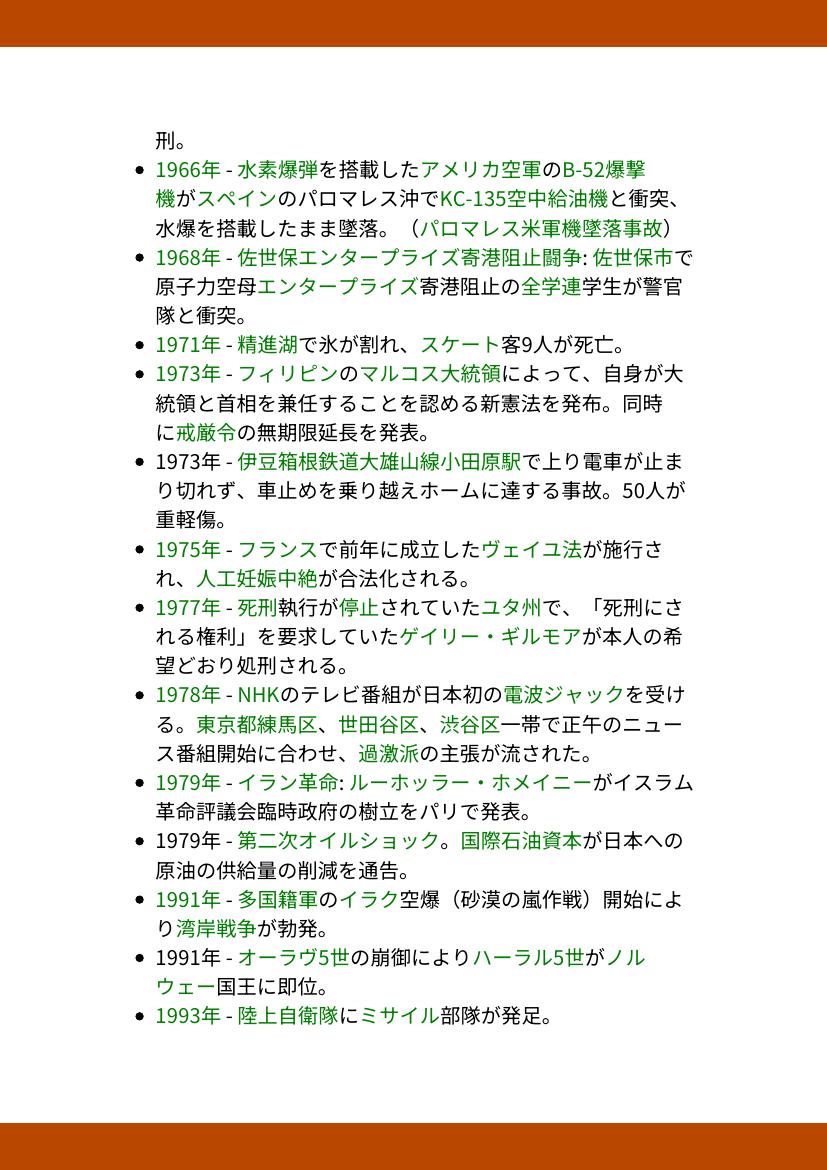 刑。
• 1966年 - 水素爆弾を搭載したアメリカ空軍のB-52爆撃
機がスペインのパロマレス沖でKC-135空中給油機と衝突、
水爆を搭載したまま墜落。（パロマレス米軍機墜落事故）
• 1968年 - 佐世保エンタープライズ寄港阻止闘争: 佐世保市で
原子力空母エンタープライズ寄港阻止の全学連学生が警官
隊と衝突。
• 1971年 - 精進湖で氷が割れ、スケート客9人が死亡。
• 1973年 - フィリピンのマルコス大統領によって、自身が大
統領と首相を兼任することを認める新憲法を発布。同時
に戒厳令の無期限延長を発表。
• 1973年 - 伊豆箱根鉄道大雄山線小田原駅で上り電車が止ま
り切れず、車止めを乗り越えホームに達する事故。50人が
重軽傷。
• 1975年 - フランスで前年に成立したヴェイユ法が施行さ
れ、人工妊娠中絶が合法化される。
• 1977年 - 死刑執行が停止されていたユタ州で、「死刑にさ
れる権利」を要求していたゲイリー・ギルモアが本人の希
望どおり処刑される。
• 1978年 - NHKのテレビ番組が日本初の電波ジャックを受け
る。東京都練馬区、世田谷区、渋谷区一帯で正午のニュー
ス番組開始に合わせ、過激派の主張が流された。
• 1979年 - イラン革命: ルーホッラー・ホメイニーがイスラム
革命評議会臨時政府の樹立をパリで発表。
• 1979年 - 第二次オイルショック。国際石油資本が日本への
原油の供給量の削減を通告。
• 1991年 - 多国籍軍のイラク空爆（砂漠の嵐作戦）開始によ
り湾岸戦争が勃発。
• 1991年 - オーラヴ5世の崩御によりハーラル5世がノル
ウェー国王に即位。
• 1993年 - 陸上自衛隊にミサイル部隊が発足。